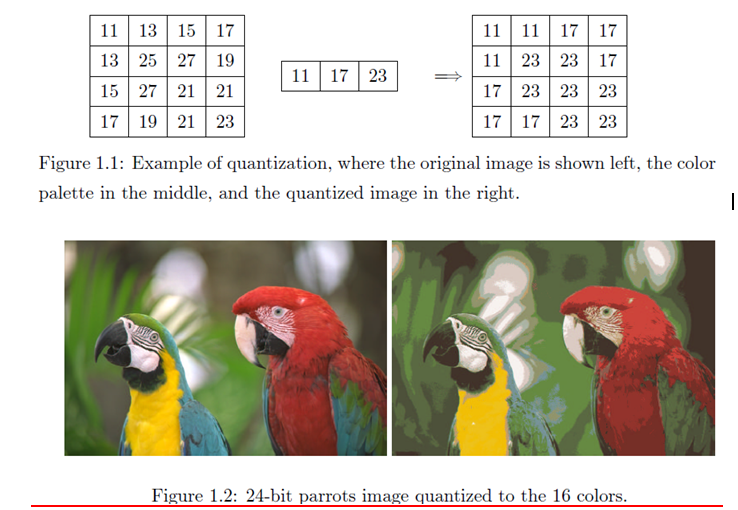 11 13 15 17 11 11 17 17
13 25 27 19 11 23 23 17
11 17 23 ⟹
15 27 21 21 17 23 23 23
17 19 21 23 17 17 23 23
Figure 1.1: Example of quantization, where the original image is shown left, the color
palette in the middle, and the quantized image in the right.
Figure 1.2: 24-bit parrots image quantized to the 16 colors.